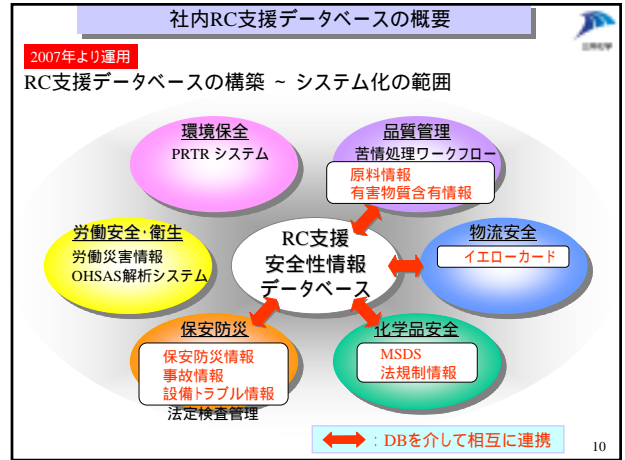 社内RC支援データベースの概要
三井化学
2007年より運用
RC支援データベースの構築 ~ システム化の範囲
環境保全
PRTR システム
品質管理
苦情処理ワークフロー
原料情報
有害物質含有情報
労働安全・衛生
労働災害情報
OHSAS解析システム
RC支援
安全性情報
データベース
物流安全
イエローカード
保安防災
保安防災情報
事故情報
設備トラブル情報
法定検査管理
化学品安全
MSDS
法規制情報
: DBを介して相互に連携
10